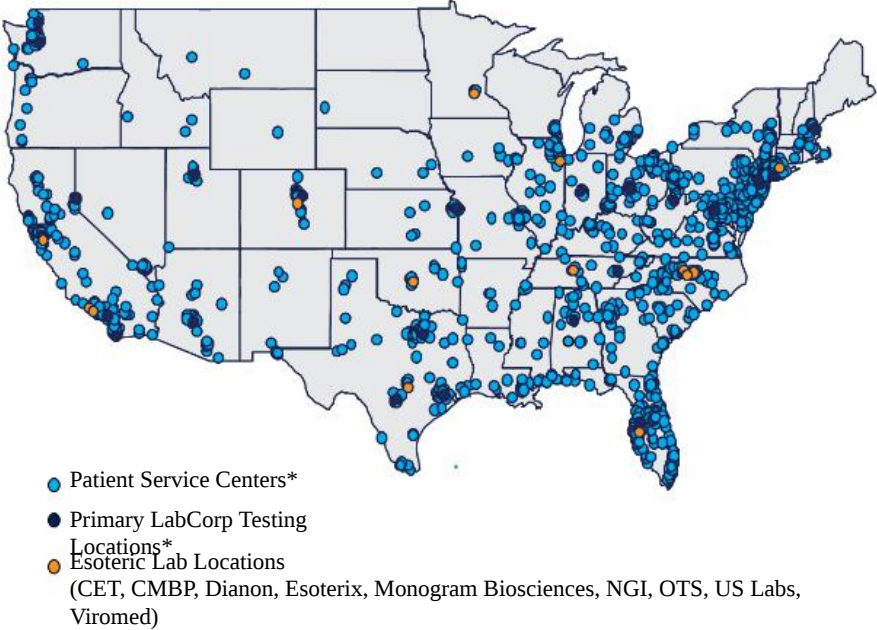 Patient Service Centers*
Primary LabCorp Testing
Locations*
Esoteric Lab Locations
(CET, CMBP, Dianon, Esoterix, Monogram Biosciences, NGI, OTS, US Labs,
Viromed)